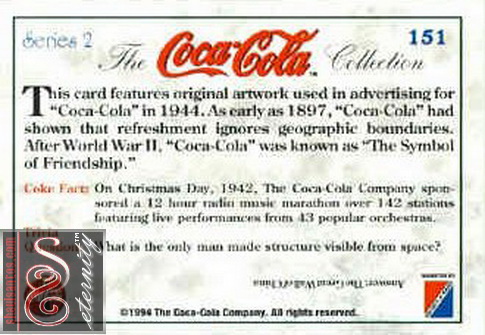 Series 2
151
The Coca-Cola Collection
This card features original artwork used in advertising for
"Coca-Cola" in 1944. As early as 1897, "Coca-Cola" had
shown that refreshment ignores geographic boundaries.
After World War II, "Coca-Cola" was known as "The Symbol
of Friendship."
Coke Fact: On Christmas Day, 1942, The Coca-Cola Company spon-
sored a 12 hour radio music marathon over 142 stations
featuring live performances from 43 popular orchestras.
Trivia
Question: What is the only man made structure visible from space?
Answer: The Great Wall of China
©1994 The Coca-Cola Company. All rights reserved.
shadsantos.com
Seternity